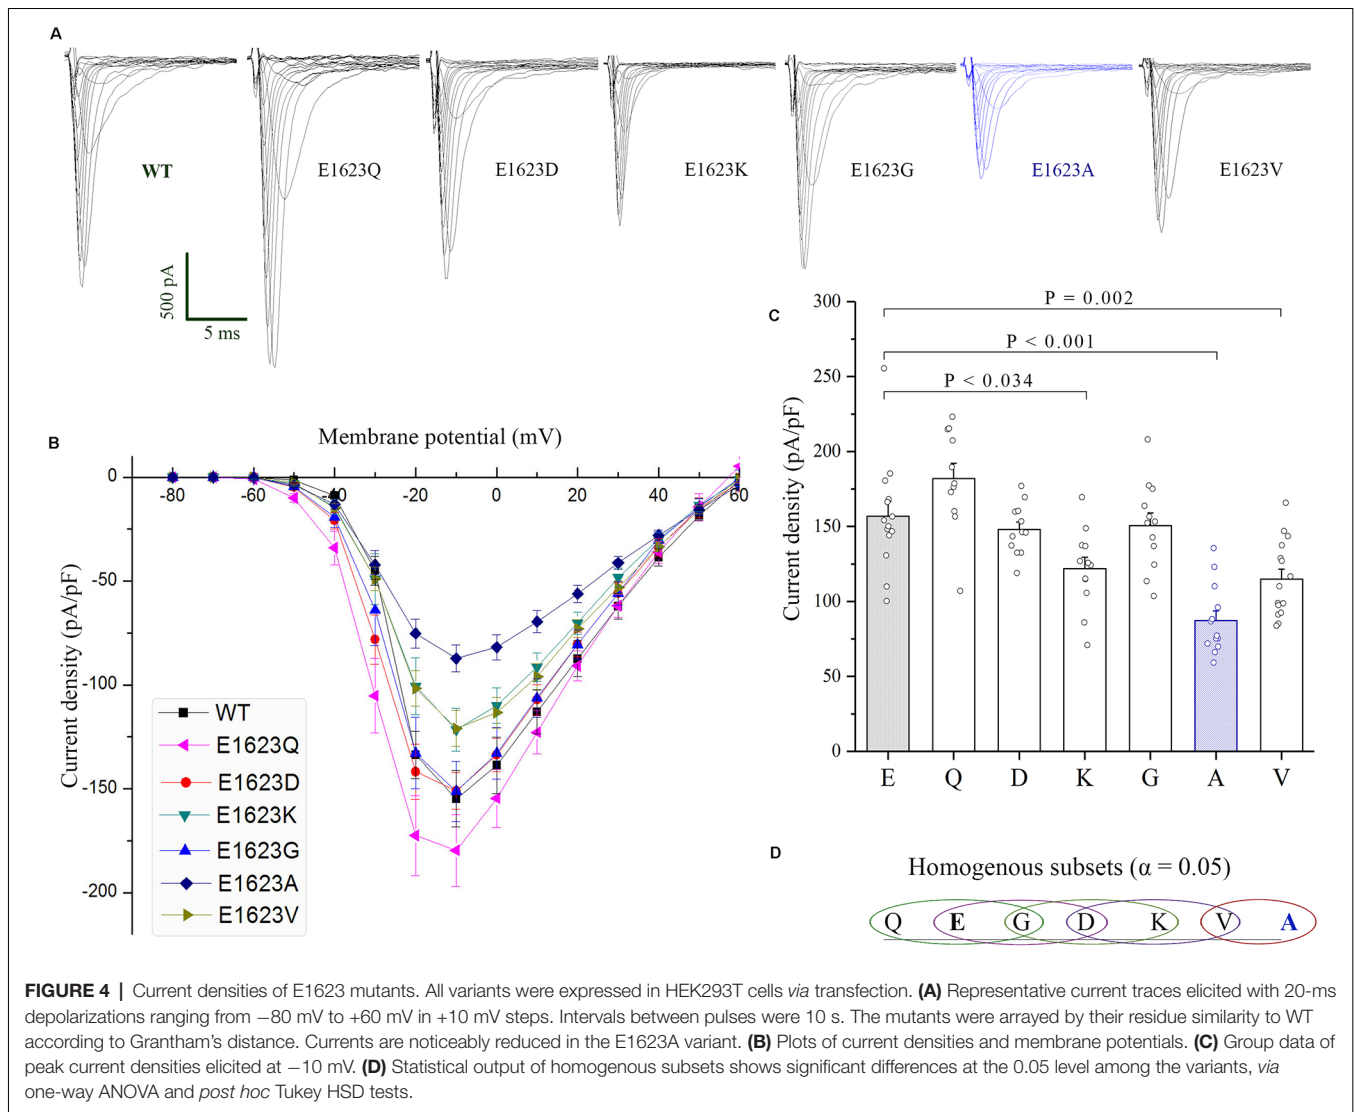 A
WT
E1623Q
E1623D
E1623K
E1623G
E1623A
E1623V
500 pA
5 ms
B
Membrane potential (mV)
0
-50
-100
-150
-200
-80
-60
-40
-20
0
20
40
60
Current density (pA/pF)
WT
E1623Q
E1623D
E1623K
E1623G
E1623A
E1623V
C
300
250
200
150
100
50
0
Current density (pA/pF)
P = 0.002
P < 0.001
P < 0.034
E Q D K G A V
D
Homogenous subsets (α = 0.05)
Q E G D K V A
FIGURE 4 | Current densities of E1623 mutants. All variants were expressed in HEK293T cells via transfection. (A) Representative current traces elicited with 20-ms
depolarizations ranging from −80 mV to +60 mV in +10 mV steps. Intervals between pulses were 10 s. The mutants were arrayed by their residue similarity to WT
according to Grantham's distance. Currents are noticeably reduced in the E1623A variant. (B) Plots of current densities and membrane potentials. (C) Group data of
peak current densities elicited at −10 mV. (D) Statistical output of homogenous subsets shows significant differences at the 0.05 level among the variants, via
one-way ANOVA and post hoc Tukey HSD tests.